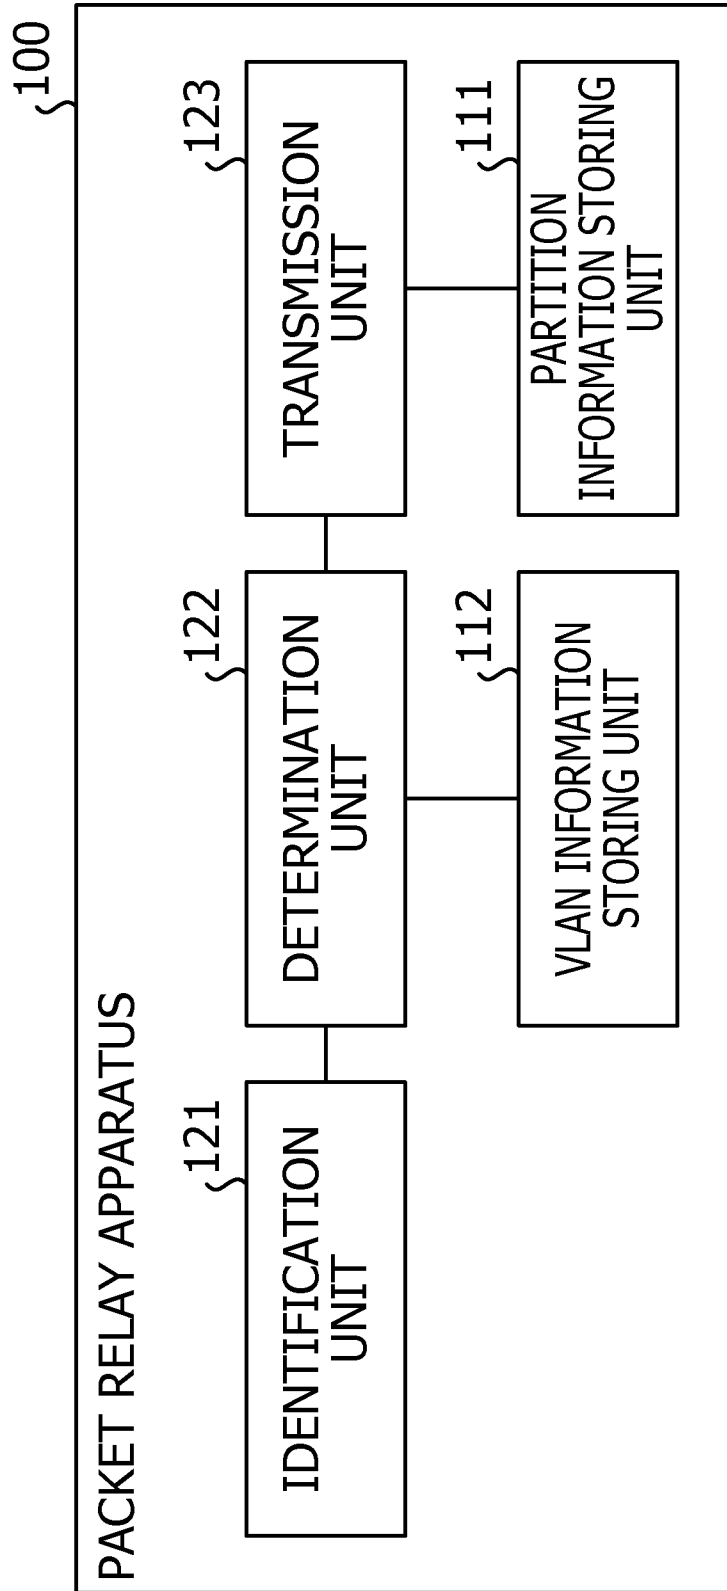 100
PACKET RELAY APPARATUS
121
IDENTIFICATION
UNIT
122
DETERMINATION
UNIT
123
TRANSMISSION
UNIT
112
VLAN INFORMATION
STORING UNIT
111
PARTITION
INFORMATION STORING
UNIT